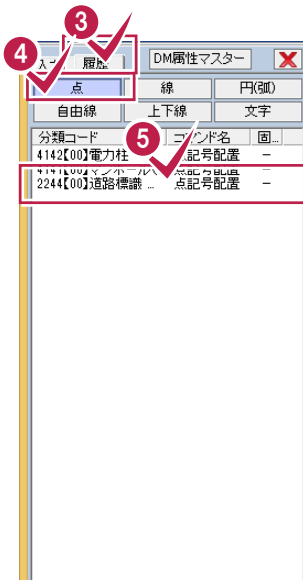 ③
④
⑤
履歴
DM属性マスター
点
線
円(弧)
自由線
上下線
文字
分類コード
コマンド名
固...
4142【00】電力柱
点記号配置
－
点記号配置
－
2244【00】道路標識 ...
点記号配置
－